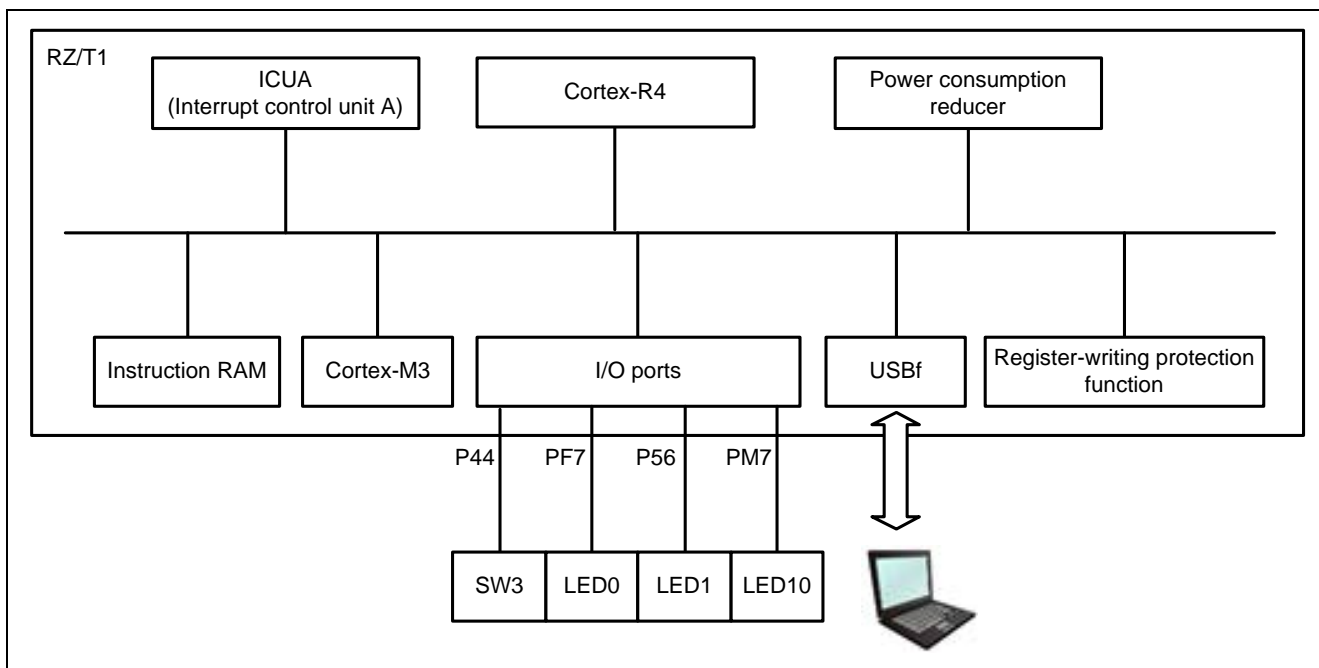 RZ/T1
ICUA
(Interrupt control unit A)
Cortex-R4
Power consumption
reducer
Instruction RAM
Cortex-M3
I/O ports
USBf
Register-writing protection
function
P44
PF7
P56
PM7
SW3
LED0
LED1
LED10